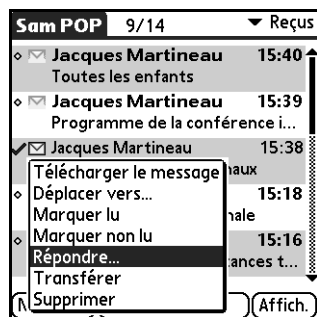 Sam POP 9/14 Reçus
Jacques Martineau 15:40
Toutes les enfants
Jacques Martineau 15:39
Programme de la conférence i...
Jacques Martineau 15:38
Télécharger le message
Déplacer vers... 15:18
Marquer lu
Marquer non lu 15:16
Répondre...
Transférer
Supprimer Affich.